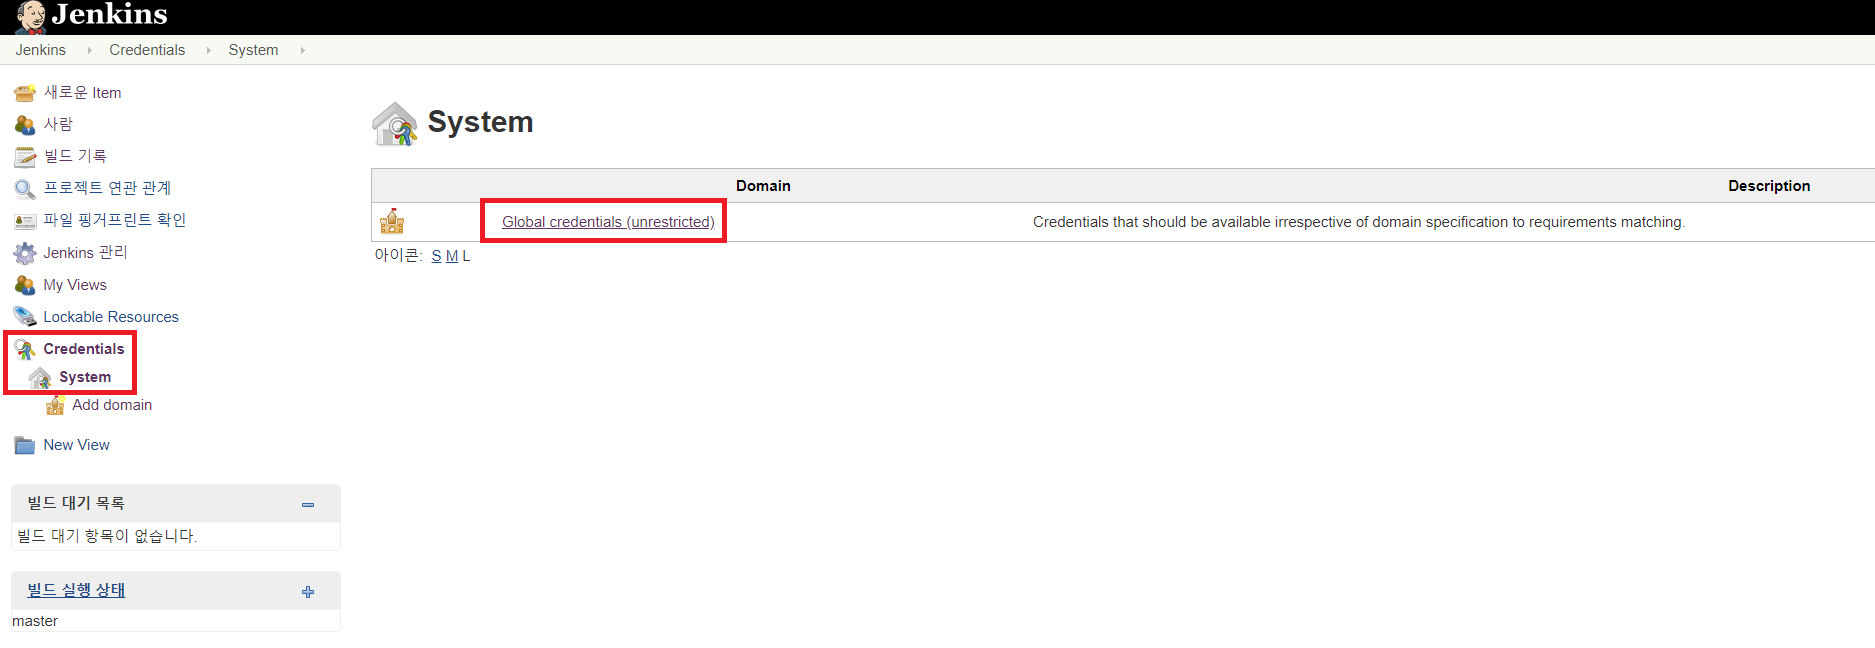 Jenkins
Jenkins Credentials System
새로운 Item
사람
빌드 기록
프로젝트 연관 관계
파일 핑거프린트 확인
Jenkins 관리
My Views
Lockable Resources
Credentials
System
Add domain
New View
빌드 대기 목록
빌드 대기 항목이 없습니다.
빌드 실행 상태
master
System
Domain Description
Global credentials (unrestricted) Credentials that should be available irrespective of domain specification to requirements matching.
아이콘: S M L